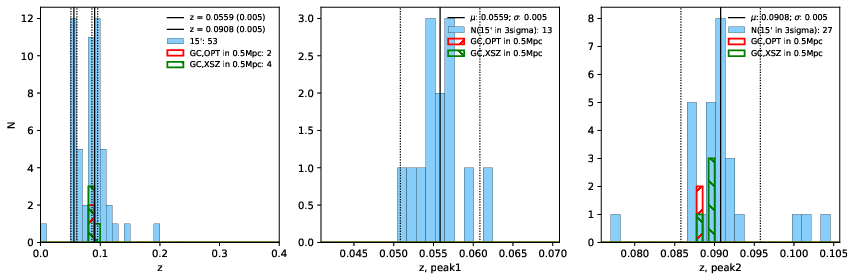 z = 0.0559 (0.005)
z = 0.0908 (0.005)
15': 53
GC,OPT in 0.5Mpc: 2
GC,XSZ in 0.5Mpc: 4
N
12
10
8
6
4
2
0
0.0 0.1 0.2 0.3 0.4
z
μ: 0.0559; σ: 0.005
N(15' in 3sigma): 13
GC,OPT in 0.5Mpc
GC,XSZ in 0.5Mpc
3.0
2.5
2.0
1.5
1.0
0.5
0.0
0.045 0.050 0.055 0.060 0.065 0.070
z, peak1
μ: 0.0908; σ: 0.005
N(15' in 3sigma): 27
GC,OPT in 0.5Mpc
GC,XSZ in 0.5Mpc
8
6
4
2
0
0.080 0.085 0.090 0.095 0.100 0.105
z, peak2